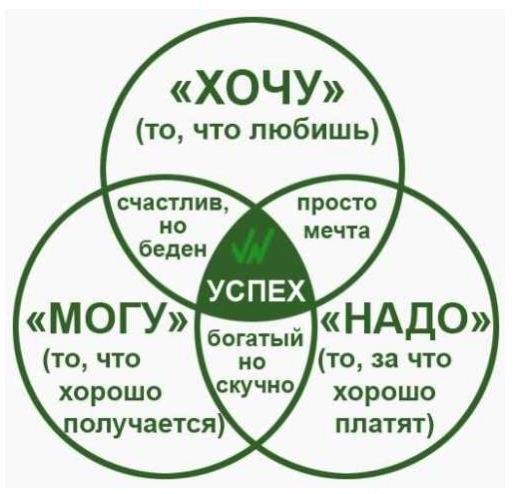 «ХОЧУ»
(то, что любишь)
счастлив,
но
беден
просто
мечта
УСПЕХ
«МОГУ»
(то, что
хорошо
получается)
богатый
но
скучно
«НАДО»
(то, за что
хорошо
платят)